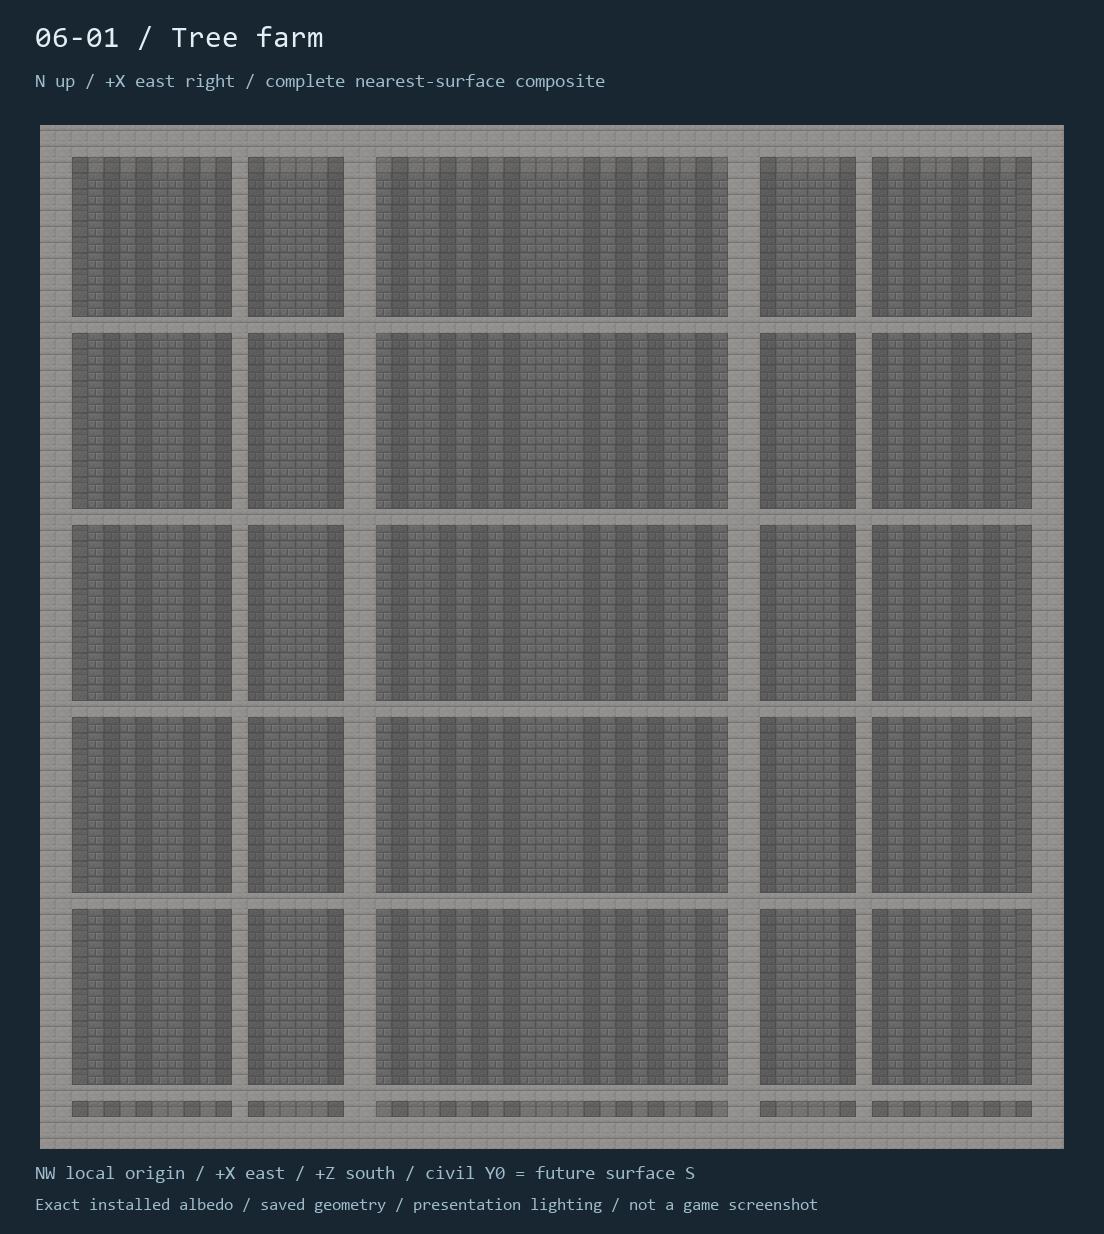 06-01 / Tree farm
N up / +X east right / complete nearest-surface composite
NW local origin / +X east / +Z south / civil Y0 = future surface S
Exact installed albedo / saved geometry / presentation lighting / not a game screenshot